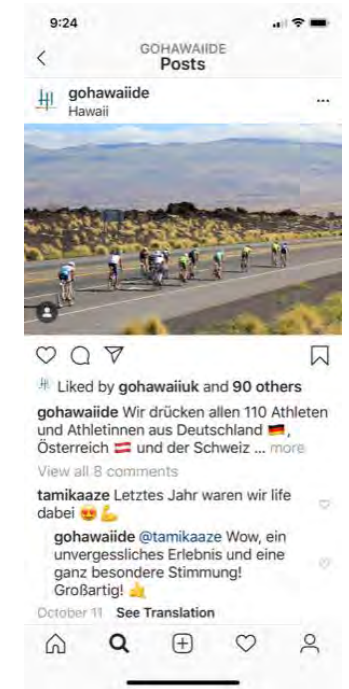 9:24
GOHAWAIIDE
Posts
gohawaiide
Hawaii
Liked by gohawaiiuk and 90 others
gohawaiide Wir drücken allen 110 Athleten
und Athletinnen aus Deutschland 🇩🇪,
Österreich 🇦🇹 und der Schweiz ... more
View all 8 comments
tamikaaze Letztes Jahr waren wir life
dabei 😍💪
gohawaiide @tamikaaze Wow, ein
unvergessliches Erlebnis und eine
ganz besondere Stimmung!
Großartig! 🤙
October 11 See Translation